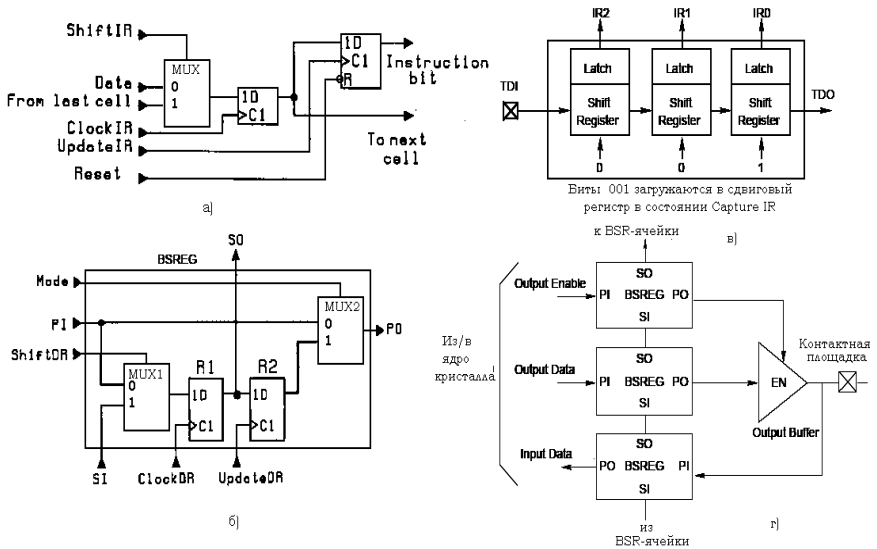 ShiftIR
MUX
Data
0
From last cell
1
ClockIR
UpdateIR
Reset
1D
C1
1D
C1
R
Instruction
bit
To next
cell
а)
IR2
IR1
IR0
Latch
Latch
Latch
TDI
TDO
Shift
Register
Shift
Register
Shift
Register
0
0
1
Биты 001 загружаются в сдвиговый
регистр в состоянии Capture IR
в)
SO
BSREG
Mode
PI
ShiftDR
MUX1
0
1
R1
1D
C1
R2
1D
C1
MUX2
0
1
PO
SI
ClockDR
UpdateDR
б)
к BSR-ячейки
Из/в
ядро
кристалла
Output Enable
SO
PI BSREG PO
SI
Output Data
SO
PI BSREG PO
SI
Input Data
SO
PO BSREG PI
SI
EN
Output Buffer
Контактная
площадка
из
BSR-ячейки
г)